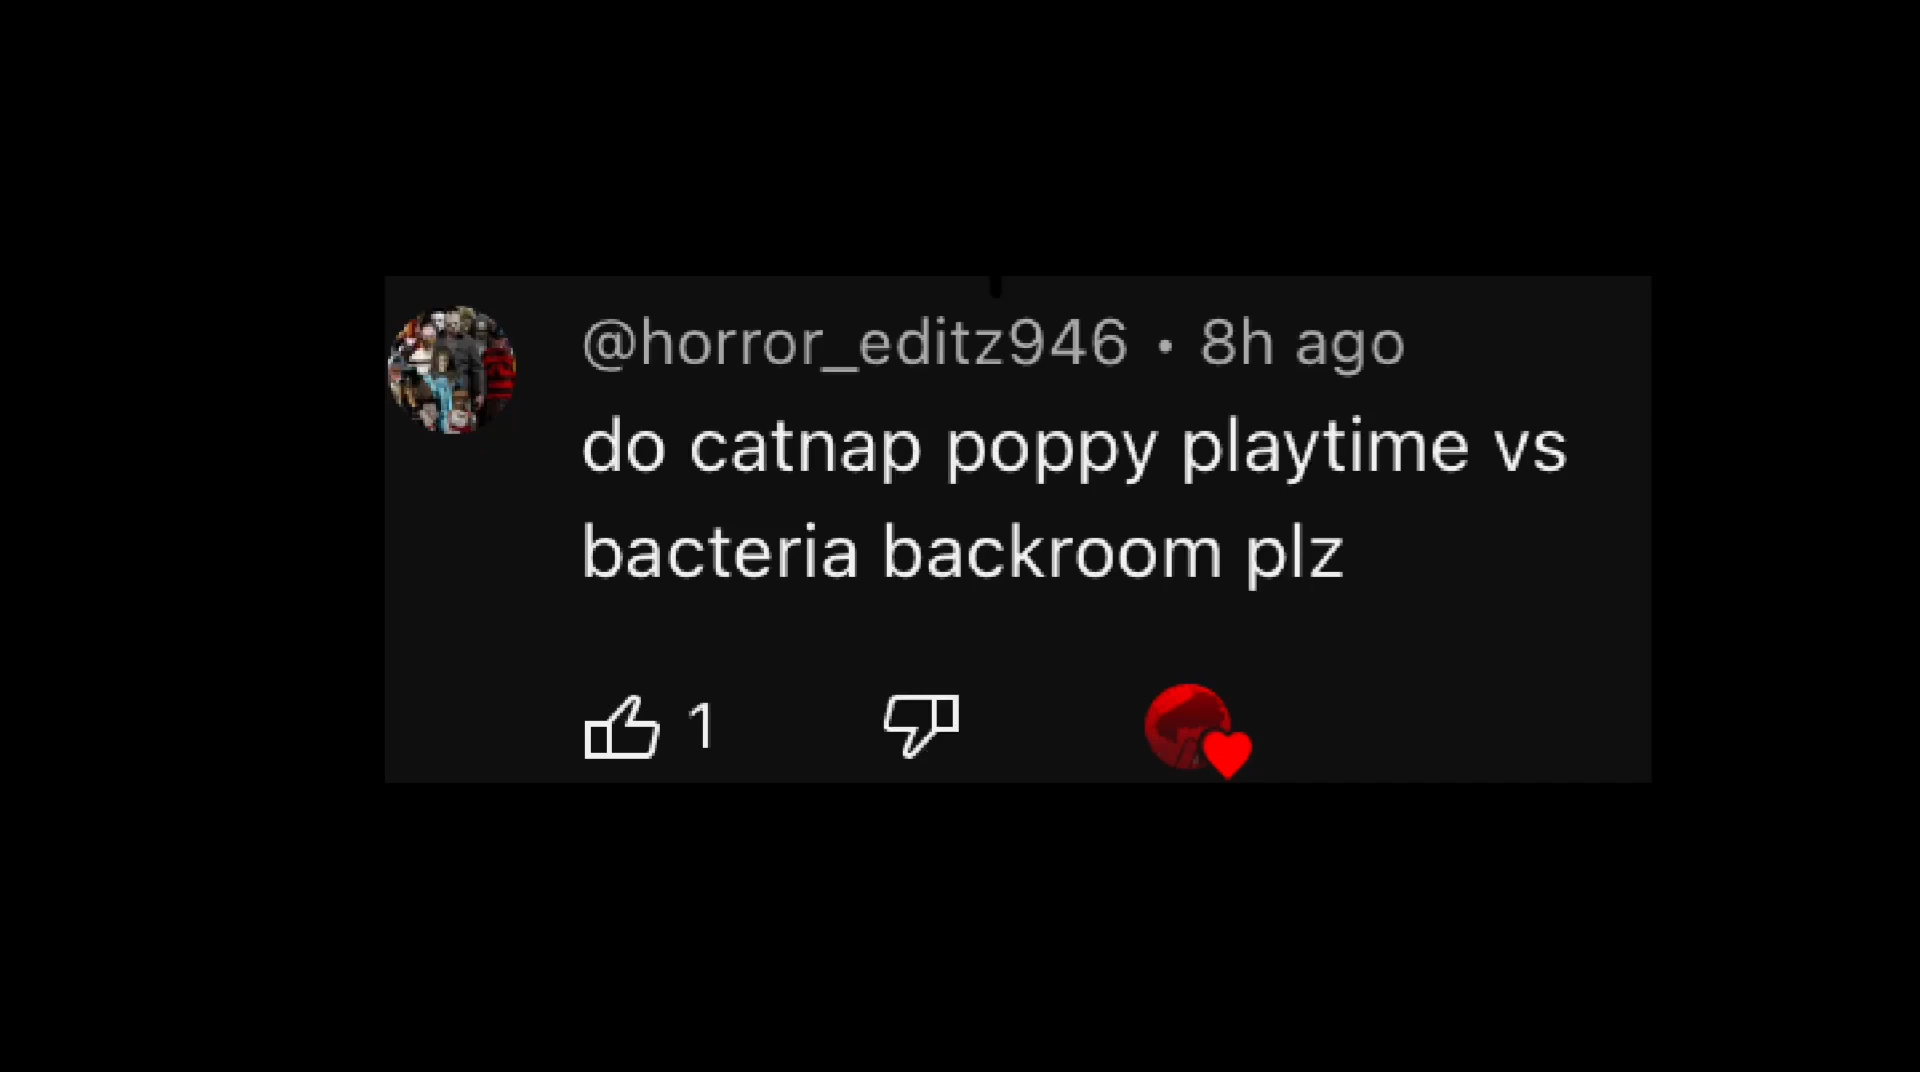 @horror_editz946 • 8h ago
do catnap poppy playtime vs
bacteria backroom plz
1